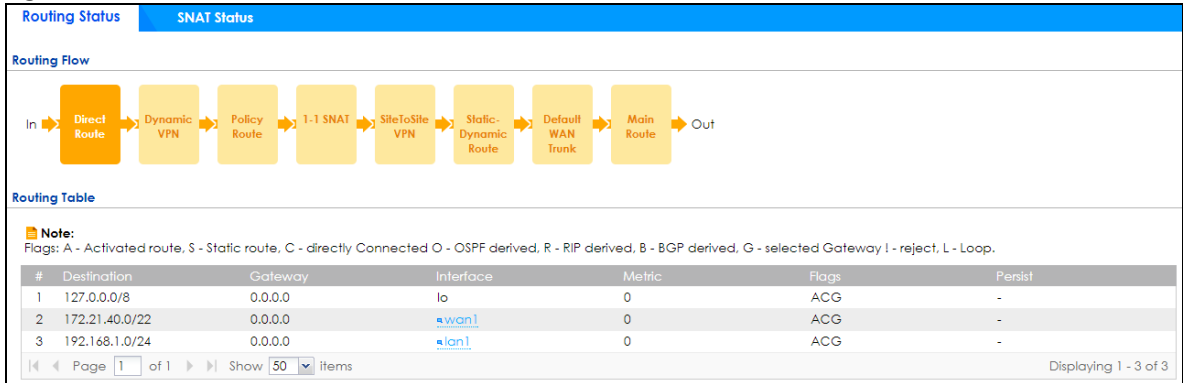 Routing Status SNAT Status
Routing Flow
In Direct Route Dynamic VPN Policy Route 1-1 SNAT SiteToSite VPN Static-Dynamic Route Default WAN Trunk Main Route Out
Routing Table
Note:
Flags: A - Activated route, S - Static route, C - directly Connected O - OSPF derived, R - RIP derived, B - BGP derived, G - selected Gateway ! - reject, L - Loop.
# Destination Gateway Interface Metric Flags Persist
1 127.0.0.0/8 0.0.0.0 lo 0 ACG -
2 172.21.40.0/22 0.0.0.0 wan1 0 ACG -
3 192.168.1.0/24 0.0.0.0 lan1 0 ACG -
Page 1 of 1 Show 50 items Displaying 1 - 3 of 3